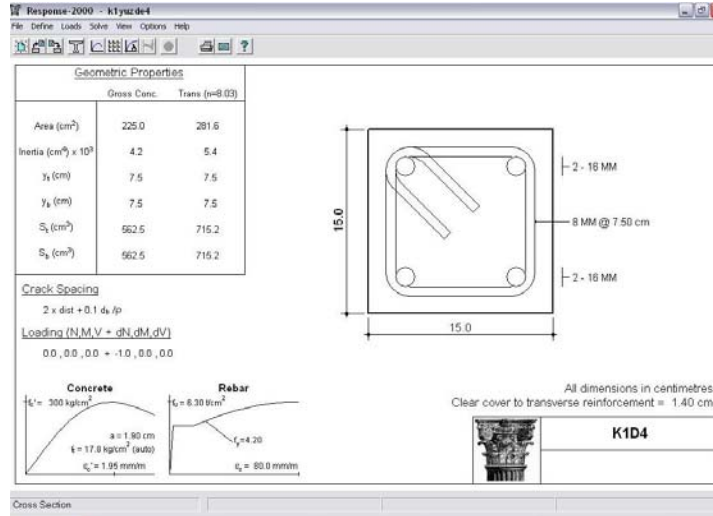 Response-2000 - k1yuzde4
File Define Loads Solve View Options Help
Geometric Properties
Gross Conc. Trans (n=8.03)
Area (cm²) 225.0 281.6
Inertia (cm⁴) x 10³ 4.2 5.4
yt (cm) 7.5 7.5
yb (cm) 7.5 7.5
St (cm³) 562.5 715.2
Sb (cm³) 562.5 715.2
Crack Spacing
2 x dist + 0.1 db /ρ
Loading (N,M,V + dN,dM,dV)
0.0 , 0.0 , 0.0 + -1.0 , 0.0 , 0.0
15.0
2 - 16 MM
8 MM @ 7.50 cm
2 - 16 MM
15.0
Concrete
fc' = 300 kg/cm²
a = 1.90 cm
ft = 17.8 kg/cm² (auto)
εc' = 1.95 mm/m
Rebar
fu = 6.30 t/cm²
fy=4.20
εs = 80.0 mm/m
All dimensions in centimetres
Clear cover to transverse reinforcement = 1.40 cm
K1D4
Cross Section